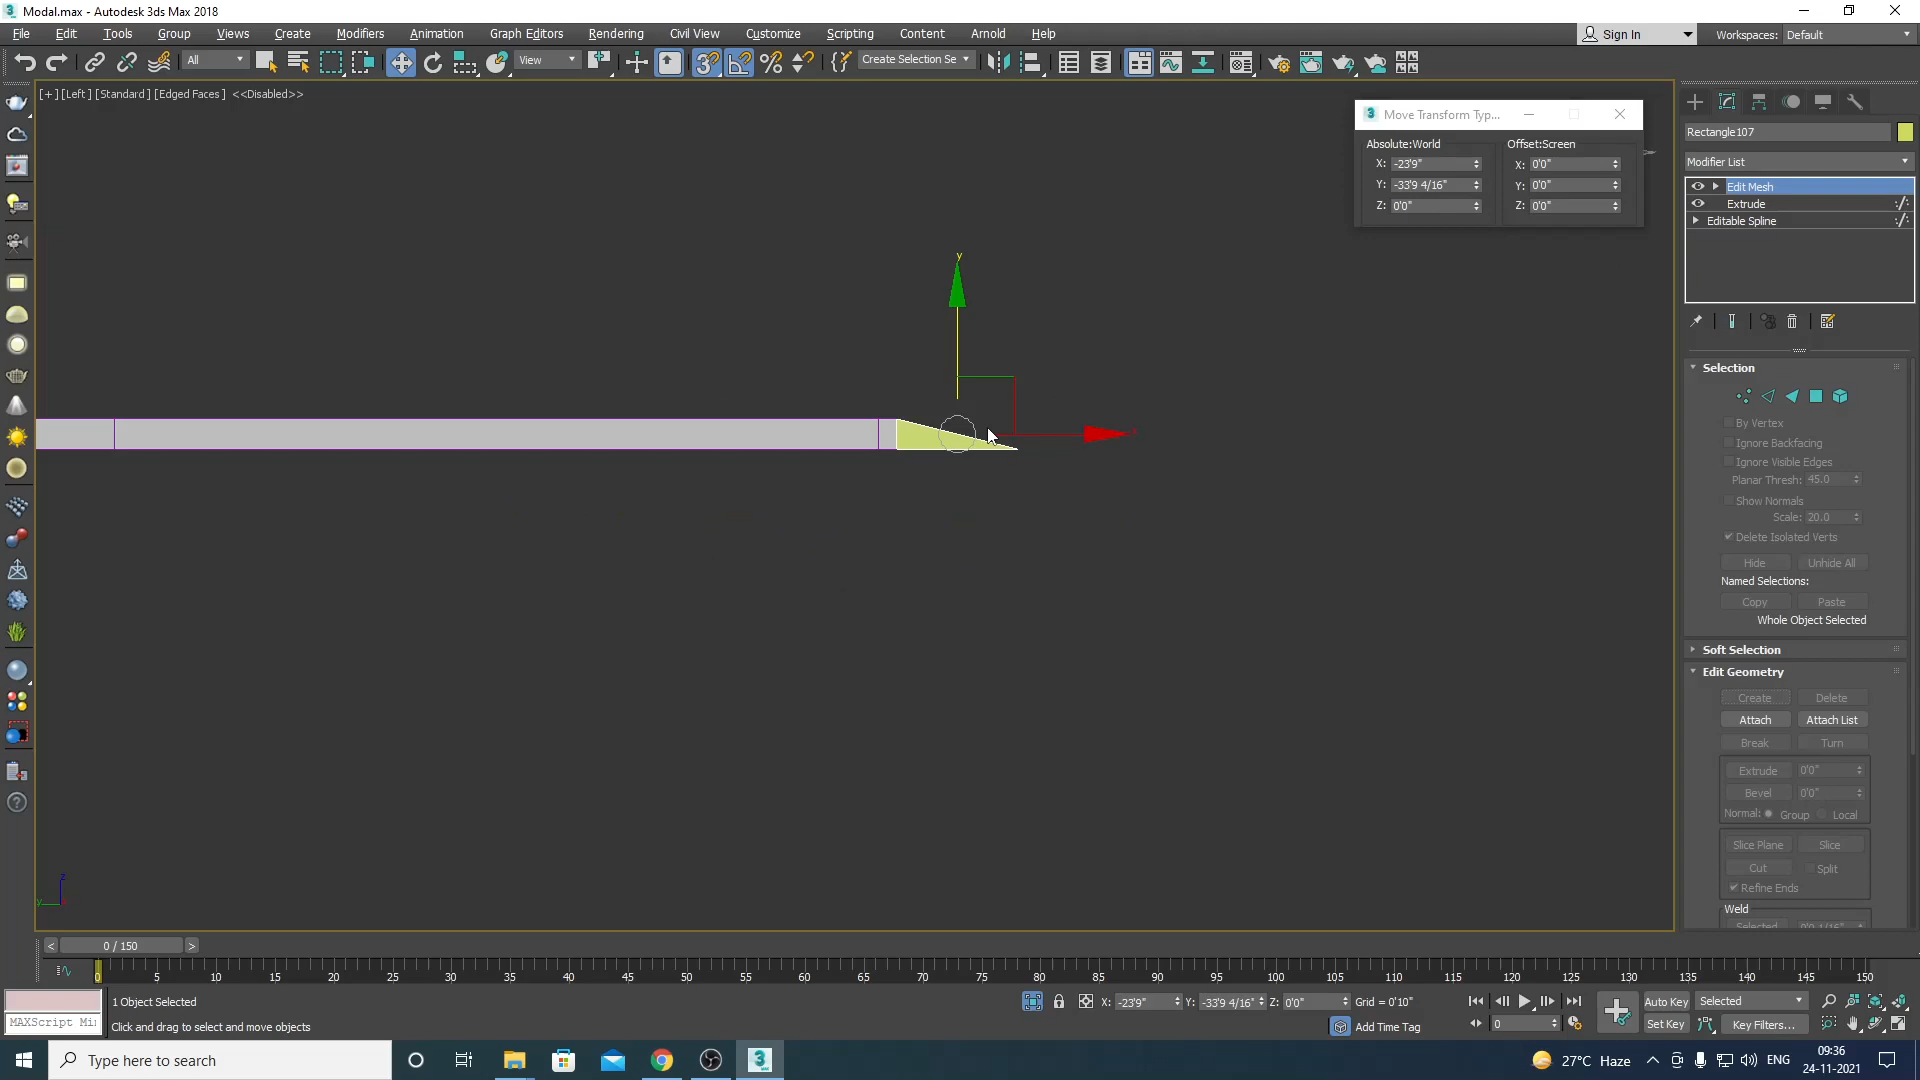 Modal.max - Autodesk 3ds Max 2018
File Edit Tools Group Views Create Modifiers Animation Graph Editors Rendering Civil View Customize Scripting Content Arnold Help
Sign In Workspaces: Default
All View Create Selection Se
[+] [Left] [Standard] [Edged Faces] <<Disabled>>
Move Transform Typ...
Absolute:World Offset:Screen
X: -23'9" X: 0'0"
Y: -33'9 4/16" Y: 0'0"
Z: 0'0" Z: 0'0"
y
x
z
y
Rectangle107
Modifier List
Edit Mesh
Extrude
Editable Spline
Selection
By Vertex
Ignore Backfacing
Ignore Visible Edges
Planar Thresh: 45.0
Show Normals
Scale: 20.0
Delete Isolated Verts
Hide Unhide All
Named Selections:
Copy Paste
Whole Object Selected
Soft Selection
Edit Geometry
Create Delete
Attach Attach List
Break Turn
Extrude 0'0"
Bevel 0'0"
Normal: Group Local
Slice Plane Slice
Cut Split
Refine Ends
Weld
Selected 0'0 1/16"
< 0 / 150 >
0 5 10 15 20 25 30 35 40 45 50 55 60 65 70 75 80 85 90 95 100 105 110 115 120 125 130 135 140 145 150
1 Object Selected X: -23'9" Y: -33'9 4/16" Z: 0'0" Grid = 0'10" Auto Key Selected
MAXScript Mi Click and drag to select and move objects Add Time Tag 0 Set Key Key Filters...
Type here to search
27°C Haze ENG
09:36
24-11-2021